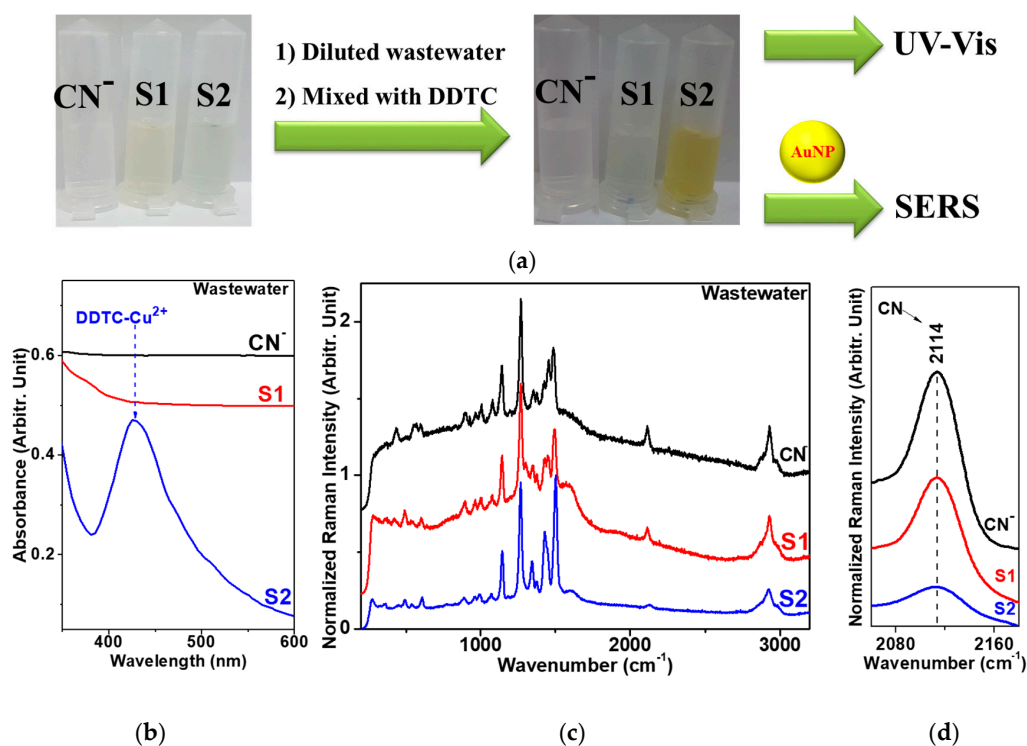 CN⁻ S1 S2
1) Diluted wastewater
2) Mixed with DDTC
CN⁻ S1 S2
UV-Vis
AuNP
SERS
(a)
Wastewater
DDTC-Cu²⁺
CN⁻
S1
S2
0.6
0.4
0.2
400 500 600
Absorbance (Arbitr. Unit)
Wavelength (nm)
(b)
Wastewater
CN⁻
S1
S2
2
1
0
1000 2000 3000
Normalized Raman Intensity (Arbitr. Unit)
Wavenumber (cm⁻¹)
(c)
CN
2114
CN⁻
S1
S2
2080 2160
Normalized Raman Intensity (Arbitr. Unit)
Wavenumber (cm⁻¹)
(d)